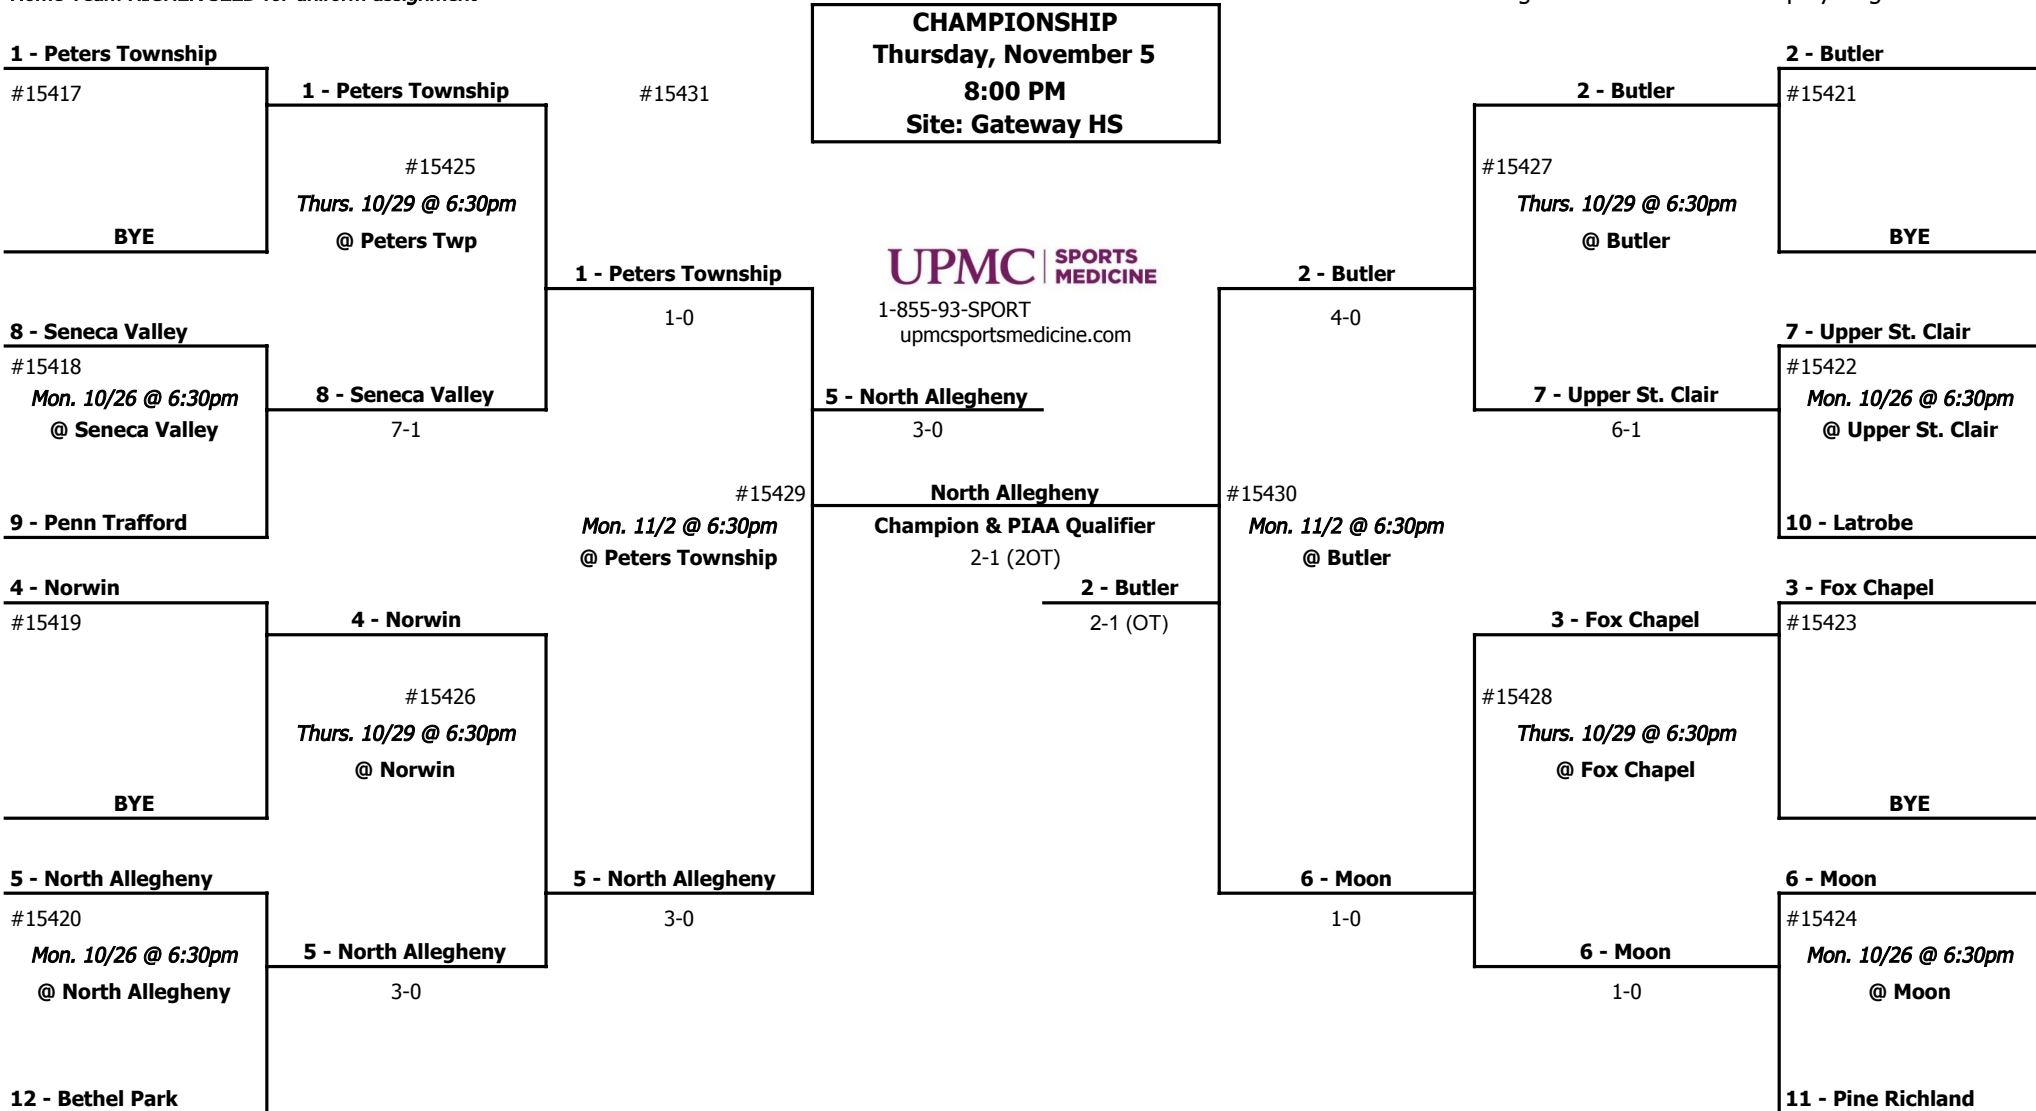 CHAMPIONSHIP
Thursday, November 5
8:00 PM
Site: Gateway HS
1 - Peters Township
#15417
BYE
8 - Seneca Valley
#15418
Mon. 10/26 @ 6:30pm
@ Seneca Valley
9 - Penn Trafford
4 - Norwin
#15419
BYE
5 - North Allegheny
#15420
Mon. 10/26 @ 6:30pm
@ North Allegheny
12 - Bethel Park
1 - Peters Township
#15425
Thurs. 10/29 @ 6:30pm
@ Peters Twp
8 - Seneca Valley
7-1
4 - Norwin
#15426
Thurs. 10/29 @ 6:30pm
@ Norwin
5 - North Allegheny
3-0
#15431
1 - Peters Township
1-0
#15429
Mon. 11/2 @ 6:30pm
@ Peters Township
5 - North Allegheny
3-0
UPMC SPORTS
MEDICINE
1-855-93-SPORT
upmcsportsmedicine.com
5 - North Allegheny
3-0
North Allegheny
Champion & PIAA Qualifier
2-1 (2OT)
2 - Butler
2-1 (OT)
2 - Butler
4-0
#15430
Mon. 11/2 @ 6:30pm
@ Butler
6 - Moon
1-0
2 - Butler
#15427
Thurs. 10/29 @ 6:30pm
@ Butler
7 - Upper St. Clair
6-1
3 - Fox Chapel
#15428
Thurs. 10/29 @ 6:30pm
@ Fox Chapel
6 - Moon
1-0
2 - Butler
#15421
BYE
7 - Upper St. Clair
#15422
Mon. 10/26 @ 6:30pm
@ Upper St. Clair
10 - Latrobe
3 - Fox Chapel
#15423
BYE
6 - Moon
#15424
Mon. 10/26 @ 6:30pm
@ Moon
11 - Pine Richland